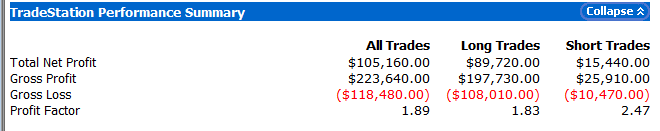 TradeStation Performance Summary Collapse
All Trades Long Trades Short Trades
Total Net Profit $105,160.00 $89,720.00 $15,440.00
Gross Profit $223,640.00 $197,730.00 $25,910.00
Gross Loss ($118,480.00) ($108,010.00) ($10,470.00)
Profit Factor 1.89 1.83 2.47